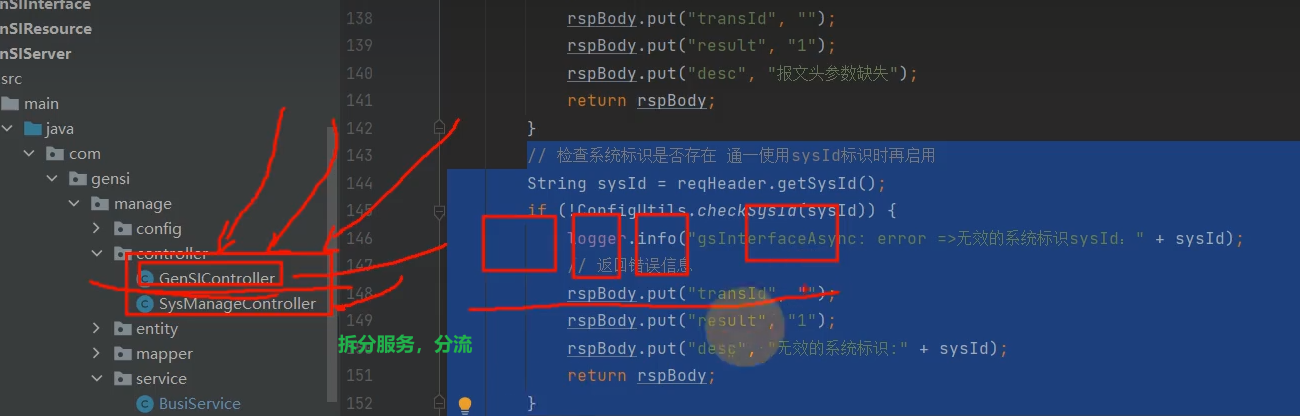 nSIInterface
nSIResource
nSIServer
src
main
java
com
gensi
manage
config
controller
GenSIController
SysManageController
entity
mapper
service
BusiService
拆分服务，分流
138 rspBody.put("transId", "");
139 rspBody.put("result", "1");
140 rspBody.put("desc", "报文头参数缺失");
141 return rspBody;
142 }
143 // 检查系统标识是否存在 通一使用sysId标识时再启用
144 String sysId = reqHeader.getSysId();
145 if (!ConfigUtils.checkSysId(sysId)) {
146 logger.info("gsInterfaceAsync: error =>无效的系统标识sysId：" + sysId);
147 // 返回错误信息
148 rspBody.put("transId", "");
149 rspBody.put("result", "1");
rspBody.put("desc", "无效的系统标识:" + sysId);
151 return rspBody;
152 }